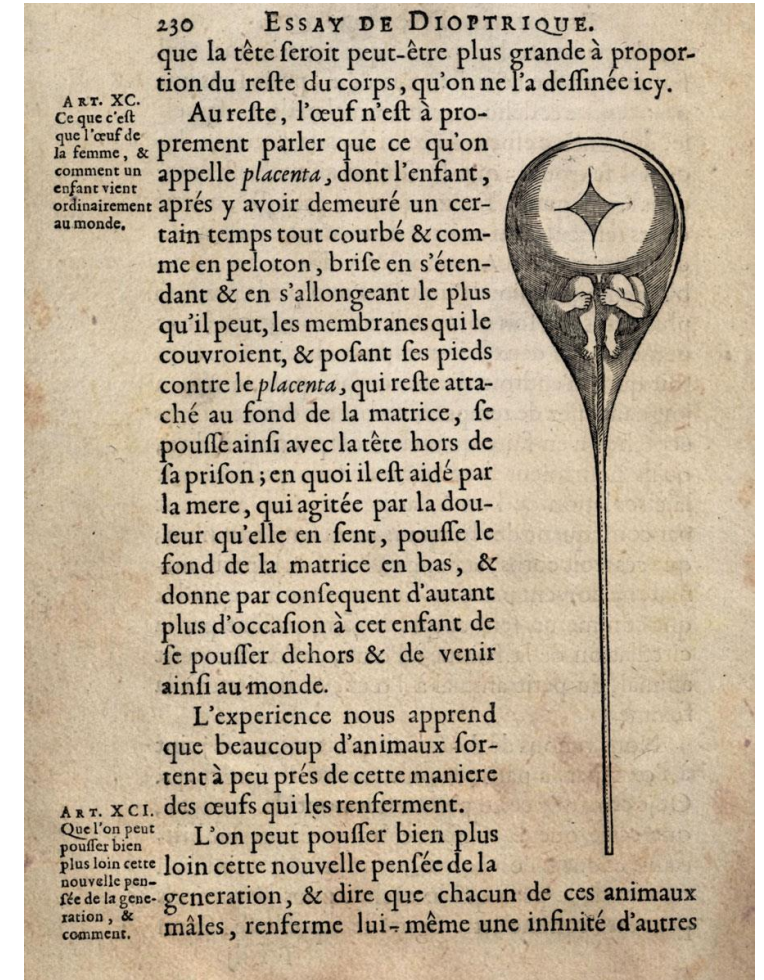 230 ESSAY DE DIOPTRIQUE.
que la tête ſeroit peut-être plus grande à propor-
tion du reſte du corps, qu'on ne l'a deſſinée icy.
ART. XC.
Ce que c'eſt
que l'œuf de
la femme, &
comment un
enfant vient
ordinairement
au monde.
Au reſte, l'œuf n'eſt à pro-
prement parler que ce qu'on
appelle placenta, dont l'enfant,
aprés y avoir demeuré un cer-
tain temps tout courbé & com-
me en peloton, briſe en s'éten-
dant & en s'allongeant le plus
qu'il peut, les membranes qui le
couvroient, & poſant ſes pieds
contre le placenta, qui reſte atta-
ché au fond de la matrice, ſe
pouſſe ainſi avec la tête hors de
ſa priſon; en quoi il eſt aidé par
la mere, qui agitée par la dou-
leur qu'elle en ſent, pouſſe le
fond de la matrice en bas, &
donne par conſequent d'autant
plus d'occaſion à cet enfant de
ſe pouſſer dehors & de venir
ainſi au monde.
L'experience nous apprend
que beaucoup d'animaux ſor-
tent à peu prés de cette maniere
des œufs qui les renferment.
ART. XCI.
Que l'on peut
pouſſer bien
plus loin cette
nouvelle pen-
ſée de la gene-
ration, &
comment.
L'on peut pouſſer bien plus
loin cette nouvelle penſée de la
generation, & dire que chacun de ces animaux
mâles, renferme lui-même une infinité d'autres